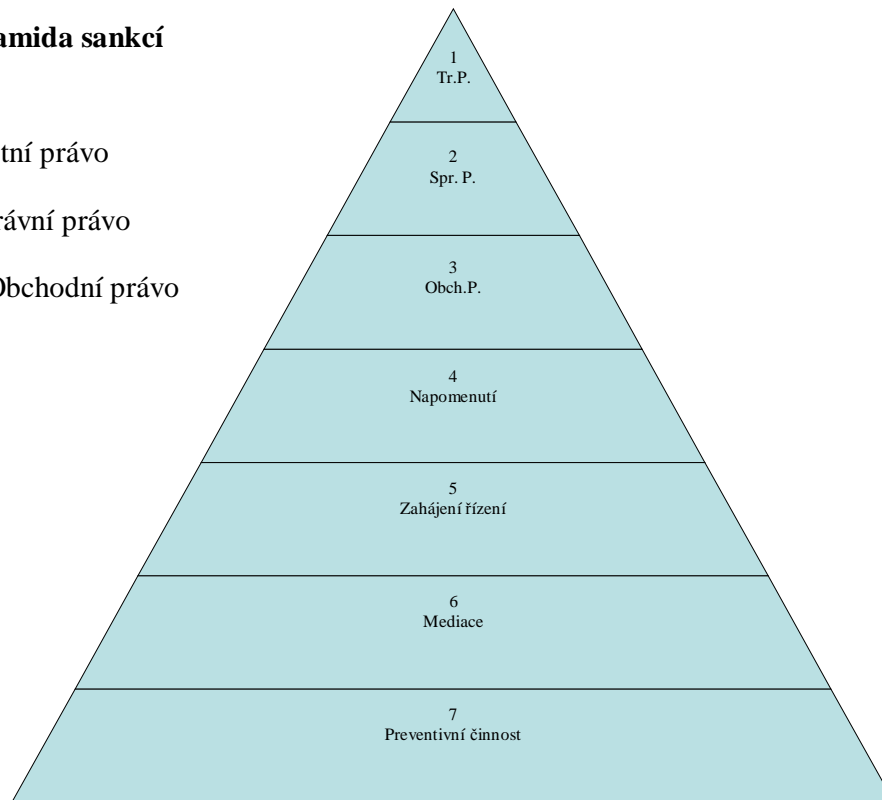 amida sankcí
tní právo
rávní právo
Obchodní právo
1
Tr.P.
2
Spr. P.
3
Obch.P.
4
Napomenutí
5
Zahájení řízení
6
Mediace
7
Preventivní činnost